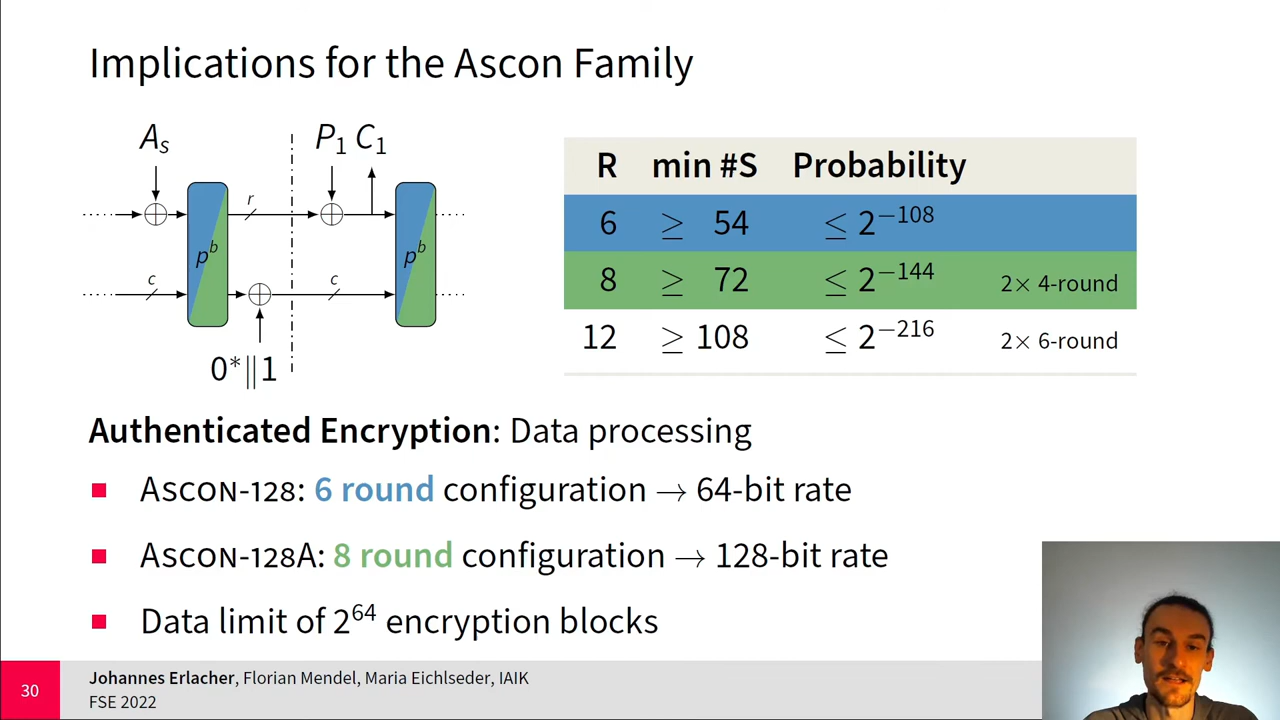 Implications for the Ascon Family
Aₛ
P₁ C₁
r
pᵇ
pᵇ
c
c
0*∥1
R min #S Probability
6 ≥ 54 ≤ 2⁻¹⁰⁸
8 ≥ 72 ≤ 2⁻¹⁴⁴ 2× 4-round
12 ≥ 108 ≤ 2⁻²¹⁶ 2× 6-round
Authenticated Encryption: Data processing
Ascon-128: 6 round configuration → 64-bit rate
Ascon-128A: 8 round configuration → 128-bit rate
Data limit of 2⁶⁴ encryption blocks
30
Johannes Erlacher, Florian Mendel, Maria Eichlseder, IAIK
FSE 2022